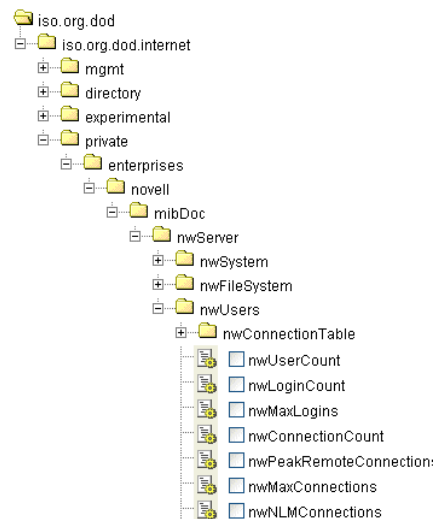 iso.org.dod
iso.org.dod.internet
mgmt
directory
experimental
private
enterprises
novell
mibDoc
nwServer
nwSystem
nwFileSystem
nwUsers
nwConnectionTable
nwUserCount
nwLoginCount
nwMaxLogins
nwConnectionCount
nwPeakRemoteConnections
nwMaxConnections
nwNLMConnections